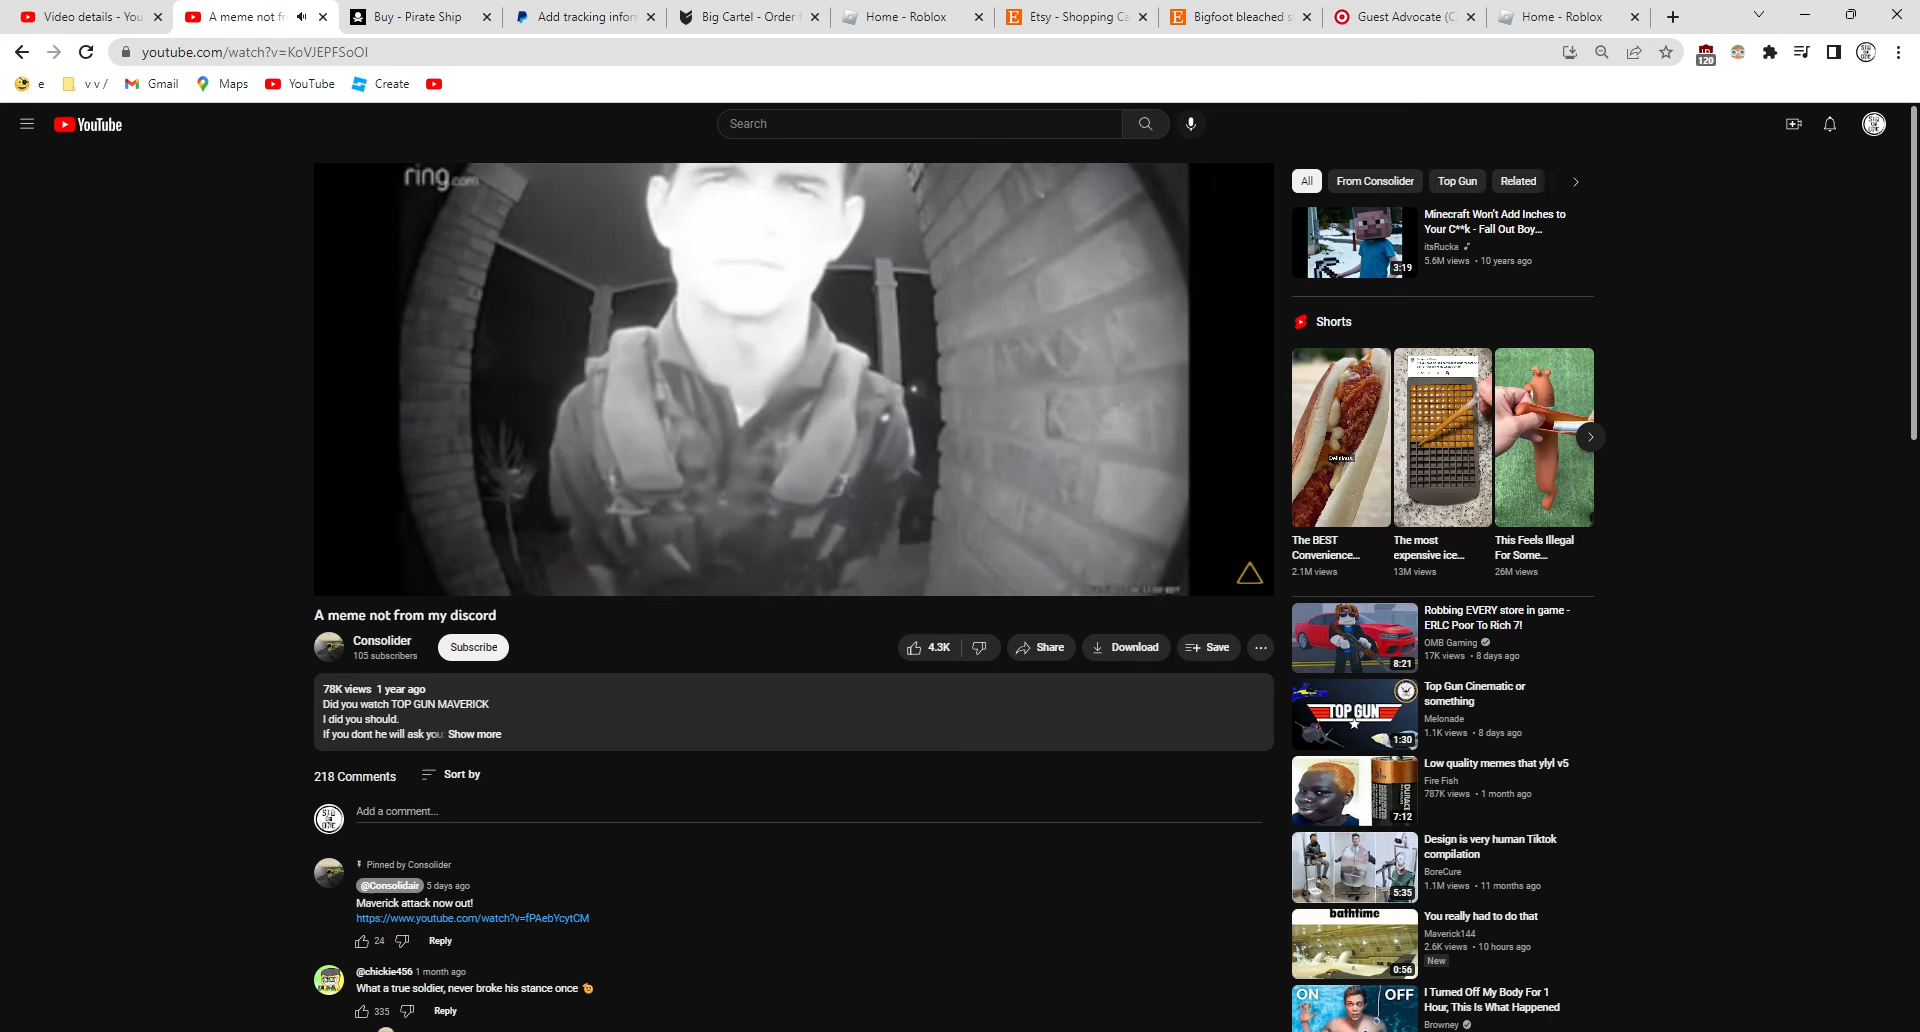 Video details - You
A meme not fr
Buy - Pirate Ship
Add tracking inforr
Big Cartel - Order
Home - Roblox
Etsy - Shopping Ca
Bigfoot bleached s
Guest Advocate (C
Home - Roblox
youtube.com/watch?v=KoVJEPFSoOI
120
e
v v /
Gmail
Maps
YouTube
Create
YouTube
Search
ring.com
A meme not from my discord
Consolider
105 subscribers
Subscribe
4.3K
Share
Download
Save
78K views 1 year ago
Did you watch TOP GUN MAVERICK
I did you should.
If you dont he will ask you: Show more
218 Comments
Sort by
Add a comment...
Pinned by Consolider
@Consolidair 5 days ago
Maverick attack now out!
https://www.youtube.com/watch?v=fPAebYcytCM
24
Reply
@chickie456 1 month ago
What a true soldier, never broke his stance once
335
Reply
All
From Consolider
Top Gun
Related
Minecraft Won't Add Inches to
Your C**k - Fall Out Boy...
itsRucka
5.6M views • 10 years ago
3:19
Shorts
Delicious.
The BEST
Convenience...
2.1M views
The most
expensive ice...
13M views
This Feels Illegal
For Some...
26M views
Robbing EVERY store in game -
ERLC Poor To Rich 7!
OMB Gaming
17K views • 8 days ago
8:21
TOP GUN
Top Gun Cinematic or
something
Melonade
1.1K views • 8 days ago
1:30
Low quality memes that ylyl v5
Fire Fish
787K views • 1 month ago
DURACE
7:12
Design is very human Tiktok
compilation
BoreCure
1.1M views • 11 months ago
5:35
bathtime
You really had to do that
Maverick144
2.6K views • 10 hours ago
New
0:56
ON
OFF
I Turned Off My Body For 1
Hour, This Is What Happened
Browney